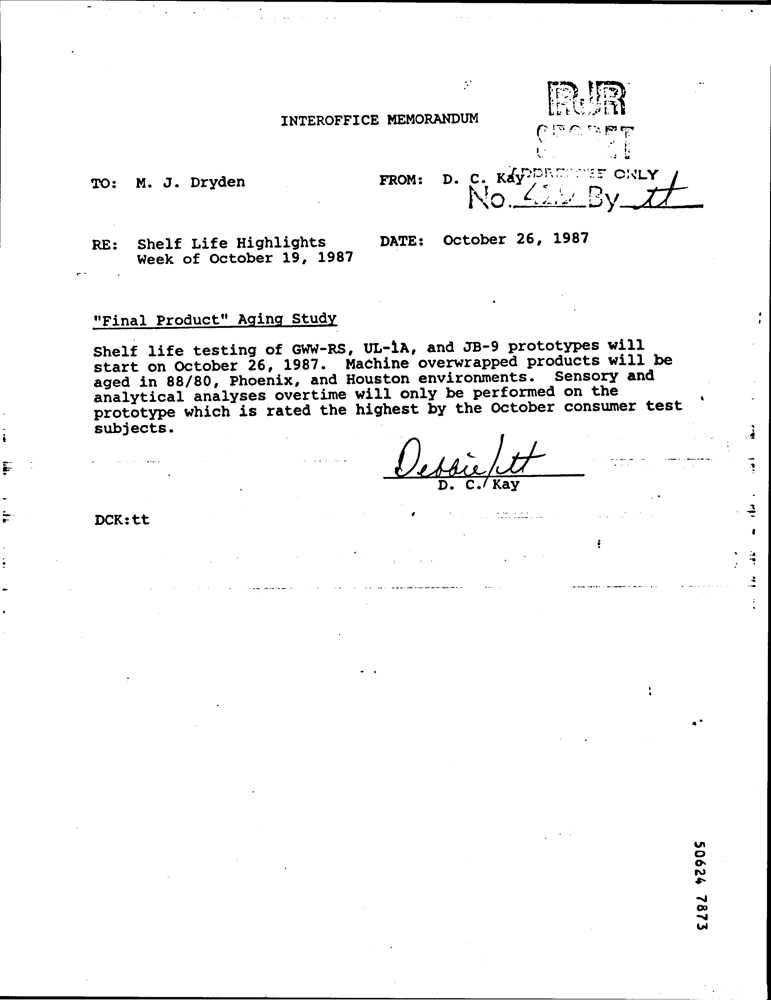 RJR
INTEROFFICE MEMORANDUM
SECRET
ADDRESSEE ONLY
TO: M. J. Dryden FROM: D. C. Kay
No. By tt
RE: Shelf Life Highlights DATE: October 26, 1987
Week of October 19, 1987
"Final Product" Aging Study
Shelf life testing of GWW-RS, UL-1A, and JB-9 prototypes will
start on October 26, 1987. Machine overwrapped products will be
aged in 88/80, Phoenix, and Houston environments. Sensory and
analytical analyses overtime will only be performed on the
prototype which is rated the highest by the October consumer test
subjects.
Debbie/tt
D. C. Kay
DCK:tt
50624 7873